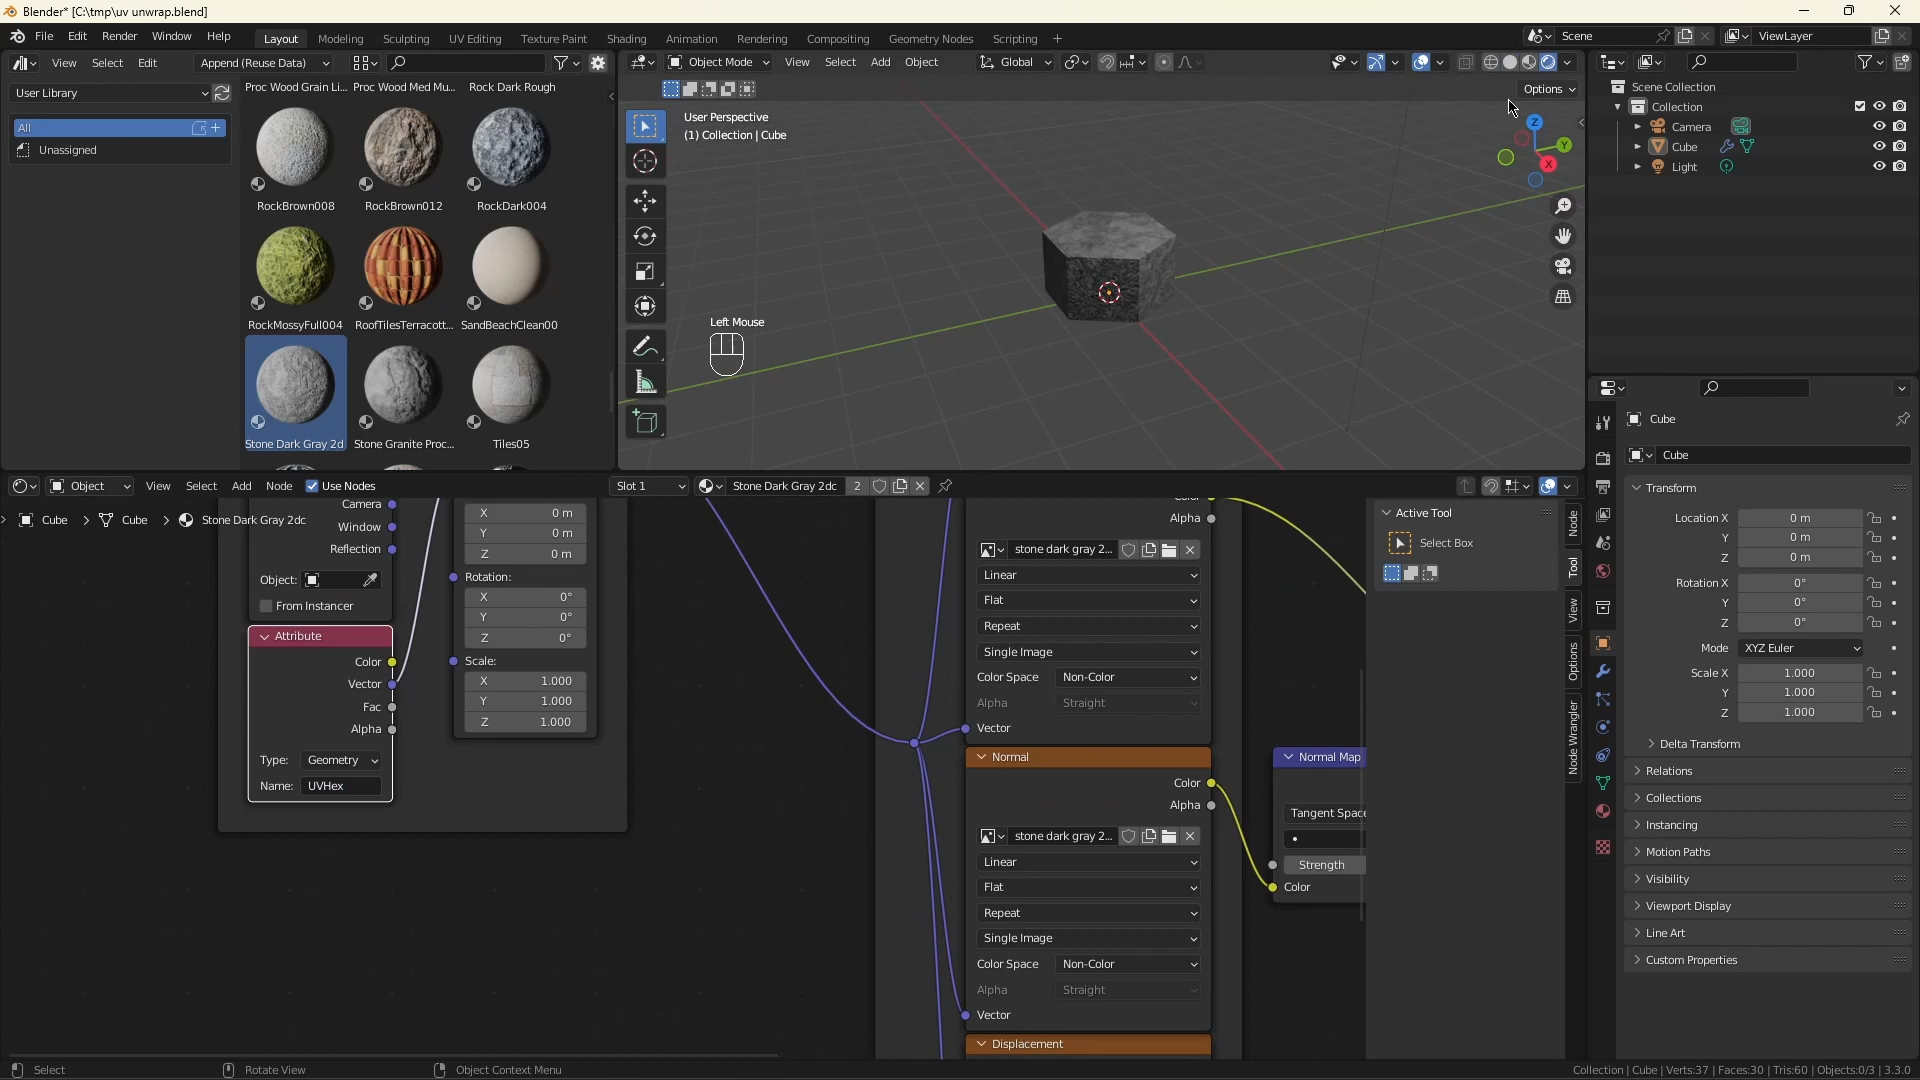 Blender* [C:\tmp\uv unwrap.blend]
File Edit Render Window Help
Layout Modeling Sculpting UV Editing Texture Paint Shading Animation Rendering Compositing Geometry Nodes Scripting +
Scene
ViewLayer
View Select Edit
Append (Reuse Data)
Object Mode
View Select Add Object
Global
User Library
All
Unassigned
Proc Wood Grain Li...
Proc Wood Med Mu...
Rock Dark Rough
RockBrown008
RockBrown012
RockDark004
RockMossyFull004
RoofTilesTerracott...
SandBeachClean00
Stone Dark Gray 2d
Stone Granite Proc...
Tiles05
Options
User Perspective
(1) Collection | Cube
Left Mouse
Z
Y
X
Scene Collection
Collection
Camera
Cube
Light
Object
View Select Add Node
Use Nodes
Slot 1
Stone Dark Gray 2dc
2
Cube
Cube
Stone Dark Gray 2dc
Camera
Window
Reflection
Object:
From Instancer
Attribute
Color
Vector
Fac
Alpha
Type: Geometry
Name: UVHex
X 0 m
Y 0 m
Z 0 m
Rotation:
X 0°
Y 0°
Z 0°
Scale:
X 1.000
Y 1.000
Z 1.000
Color
Alpha
stone dark gray 2...
Linear
Flat
Repeat
Single Image
Color Space Non-Color
Alpha Straight
Vector
Normal
Color
Alpha
stone dark gray 2...
Linear
Flat
Repeat
Single Image
Color Space Non-Color
Alpha Straight
Vector
Displacement
Normal Map
Tangent Space
Strength
Color
Active Tool
Select Box
Node
Tool
View
Options
Node Wrangler
Cube
Cube
Transform
Location X 0 m
Y 0 m
Z 0 m
Rotation X 0°
Y 0°
Z 0°
Mode XYZ Euler
Scale X 1.000
Y 1.000
Z 1.000
Delta Transform
Relations
Collections
Instancing
Motion Paths
Visibility
Viewport Display
Line Art
Custom Properties
Select
Rotate View
Object Context Menu
Collection | Cube | Verts:37 | Faces:30 | Tris:60 | Objects:0/3 | 3.3.0